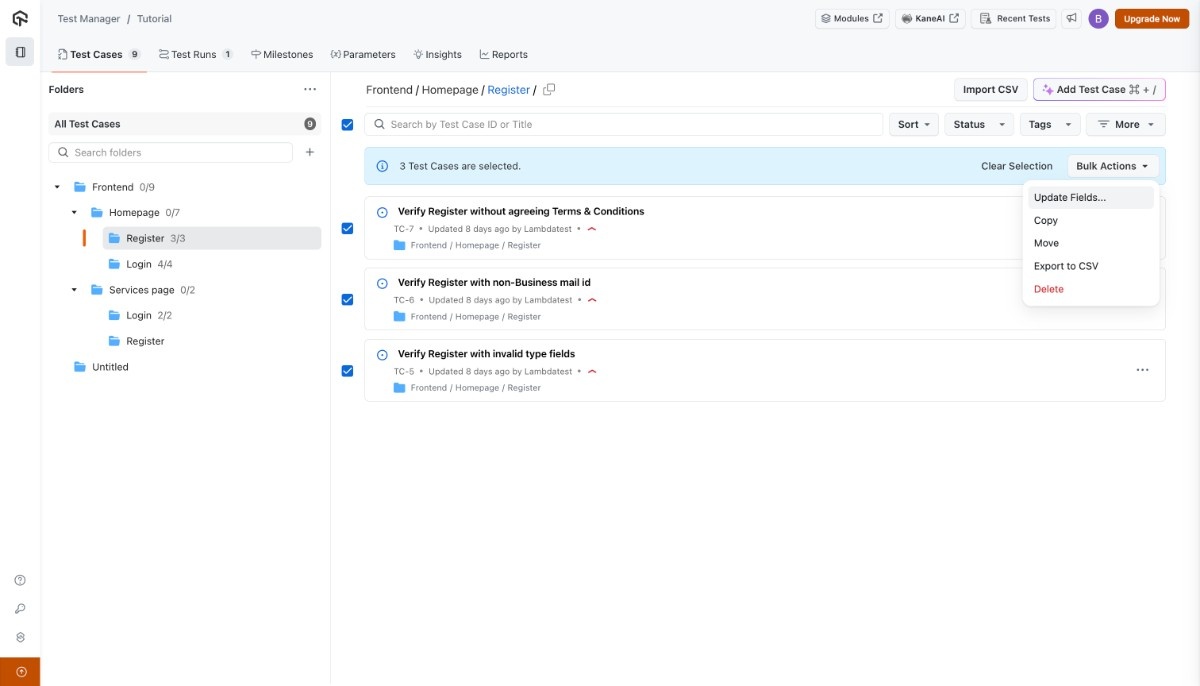 Test Manager / Tutorial
Modules
KaneAI
Recent Tests
B
Upgrade Now
Test Cases 9
Test Runs 1
Milestones
Parameters
Insights
Reports
Folders
Frontend / Homepage / Register /
Import CSV
Add Test Case ⌘ + /
All Test Cases 9
Search by Test Case ID or Title
Sort
Status
Tags
More
Search folders
3 Test Cases are selected.
Clear Selection
Bulk Actions
Update Fields...
Copy
Move
Export to CSV
Delete
Frontend 0/9
Homepage 0/7
Register 3/3
Login 4/4
Services page 0/2
Login 2/2
Register
Untitled
Verify Register without agreeing Terms & Conditions
TC-7 • Updated 8 days ago by Lambdatest •
Frontend / Homepage / Register
Verify Register with non-Business mail id
TC-6 • Updated 8 days ago by Lambdatest •
Frontend / Homepage / Register
Verify Register with invalid type fields
TC-5 • Updated 8 days ago by Lambdatest •
Frontend / Homepage / Register